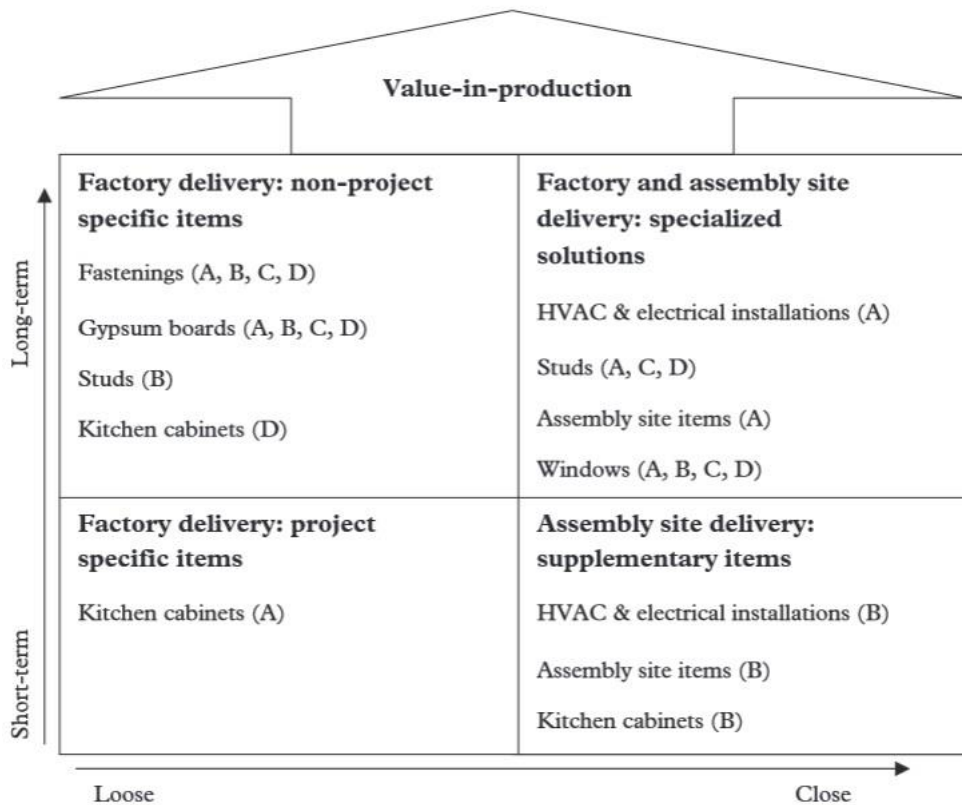 Value-in-production
Long-term
Factory delivery: non-project
specific items
Fastenings (A, B, C, D)
Gypsum boards (A, B, C, D)
Studs (B)
Kitchen cabinets (D)
Factory and assembly site
delivery: specialized
solutions
HVAC & electrical installations (A)
Studs (A, C, D)
Assembly site items (A)
Windows (A, B, C, D)
Short-term
Factory delivery: project
specific items
Kitchen cabinets (A)
Assembly site delivery:
supplementary items
HVAC & electrical installations (B)
Assembly site items (B)
Kitchen cabinets (B)
Loose
Close